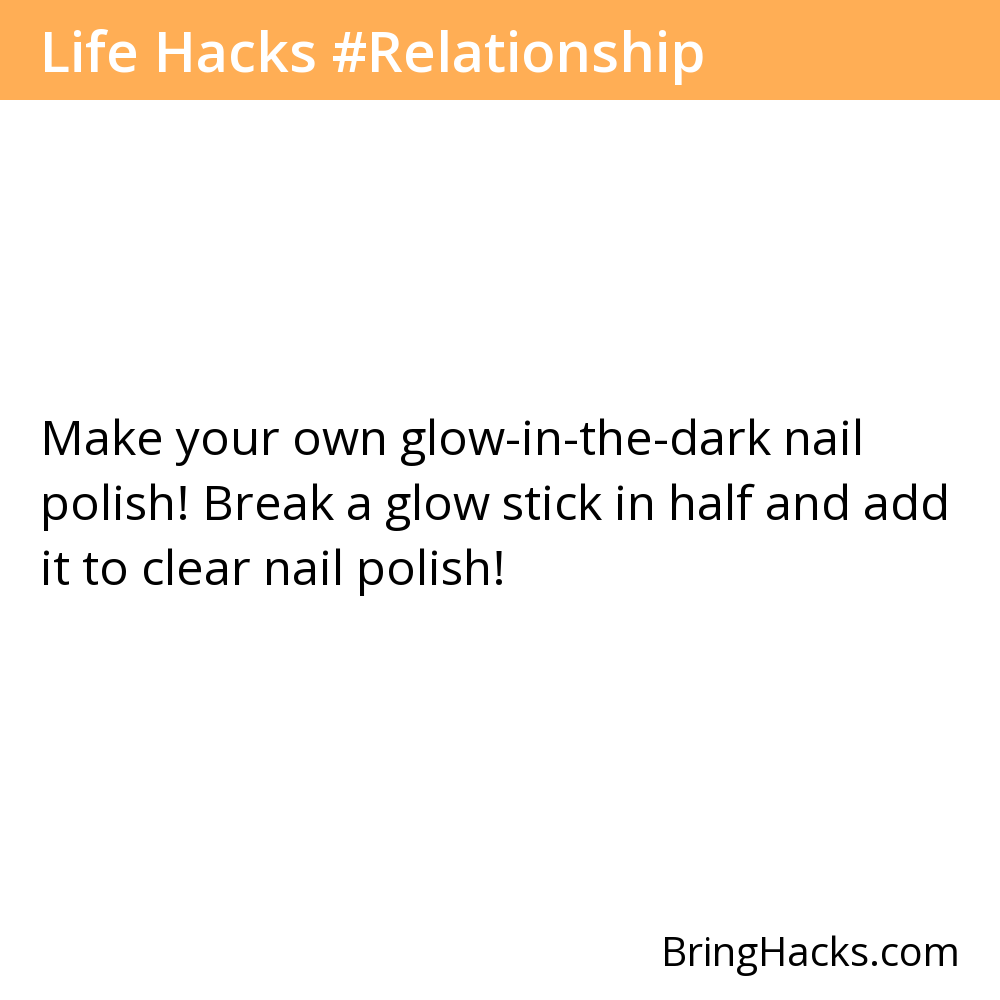 Life Hacks #Relationship
Make your own glow-in-the-dark nail
polish! Break a glow stick in half and add
it to clear nail polish!
BringHacks.com